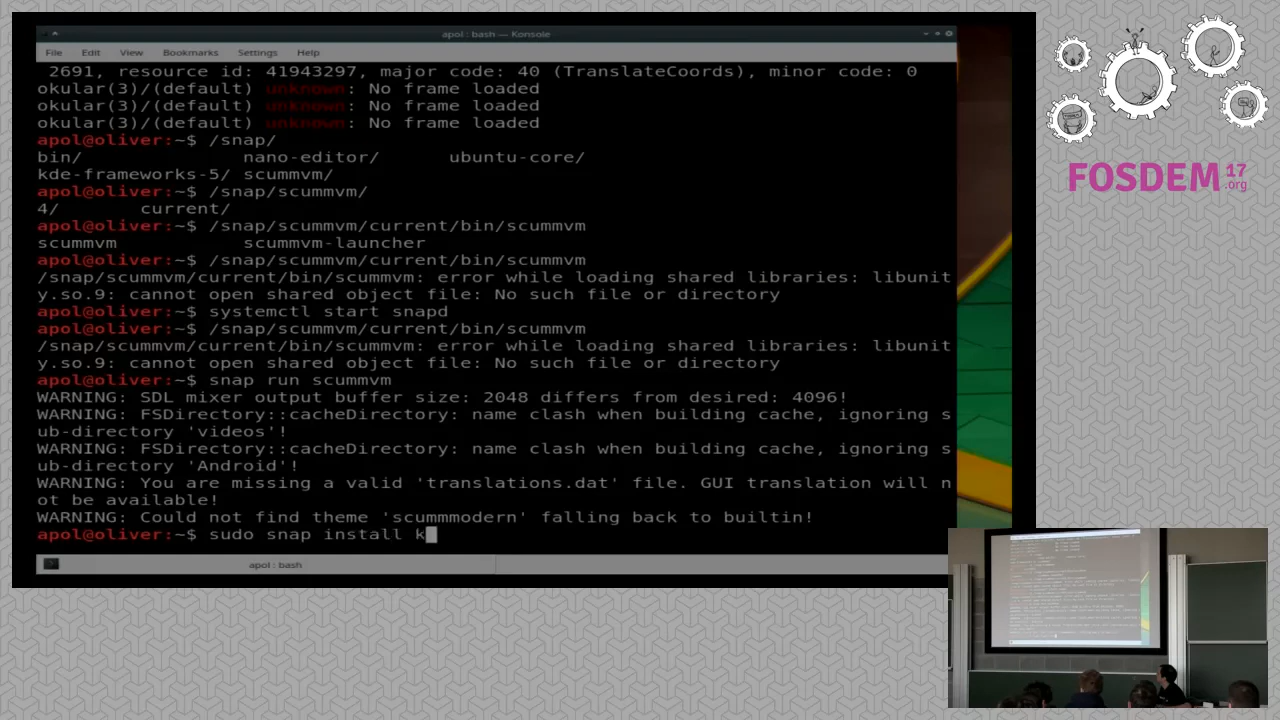 apol : bash — Konsole
File Edit View Bookmarks Settings Help
2691, resource id: 41943297, major code: 40 (TranslateCoords), minor code: 0
okular(3)/(default) unknown: No frame loaded
okular(3)/(default) unknown: No frame loaded
okular(3)/(default) unknown: No frame loaded
apol@oliver:~$ /snap/
bin/ nano-editor/ ubuntu-core/
kde-frameworks-5/ scummvm/
apol@oliver:~$ /snap/scummvm/
4/ current/
apol@oliver:~$ /snap/scummvm/current/bin/scummvm
scummvm scummvm-launcher
apol@oliver:~$ /snap/scummvm/current/bin/scummvm
/snap/scummvm/current/bin/scummvm: error while loading shared libraries: libunit
y.so.9: cannot open shared object file: No such file or directory
apol@oliver:~$ systemctl start snapd
apol@oliver:~$ /snap/scummvm/current/bin/scummvm
/snap/scummvm/current/bin/scummvm: error while loading shared libraries: libunit
y.so.9: cannot open shared object file: No such file or directory
apol@oliver:~$ snap run scummvm
WARNING: SDL mixer output buffer size: 2048 differs from desired: 4096!
WARNING: FSDirectory::cacheDirectory: name clash when building cache, ignoring s
ub-directory 'videos'!
WARNING: FSDirectory::cacheDirectory: name clash when building cache, ignoring s
ub-directory 'Android'!
WARNING: You are missing a valid 'translations.dat' file. GUI translation will n
ot be available!
WARNING: Could not find theme 'scummmodern' falling back to builtin!
apol@oliver:~$ sudo snap install k
apol : bash
FOSDEM 17
.org